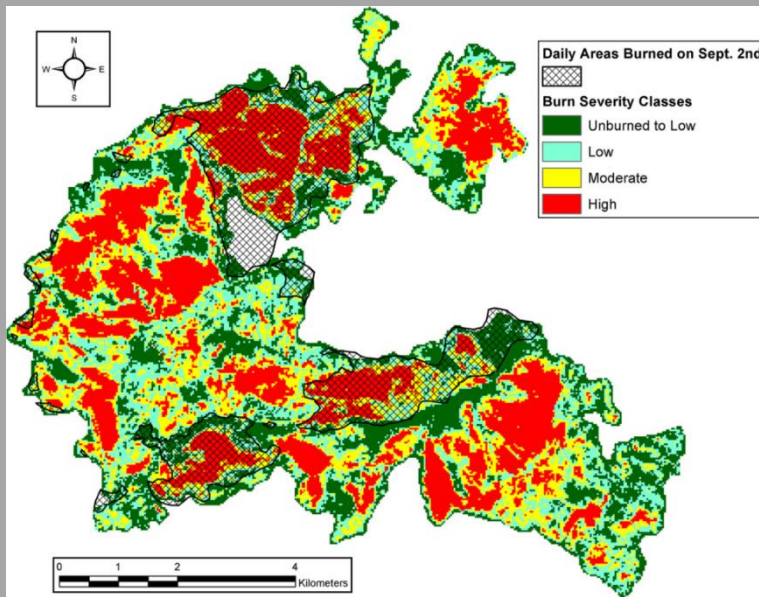 N
W E
S
Daily Areas Burned on Sept. 2nd
Burn Severity Classes
Unburned to Low
Low
Moderate
High
0 1 2 4
Kilometers